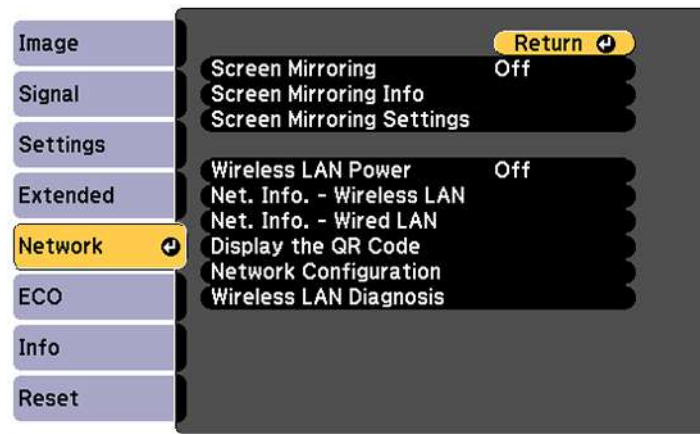 Image
Signal
Settings
Extended
Network
ECO
Info
Reset
Return
Screen Mirroring Off
Screen Mirroring Info
Screen Mirroring Settings
Wireless LAN Power Off
Net. Info. - Wireless LAN
Net. Info. - Wired LAN
Display the QR Code
Network Configuration
Wireless LAN Diagnosis